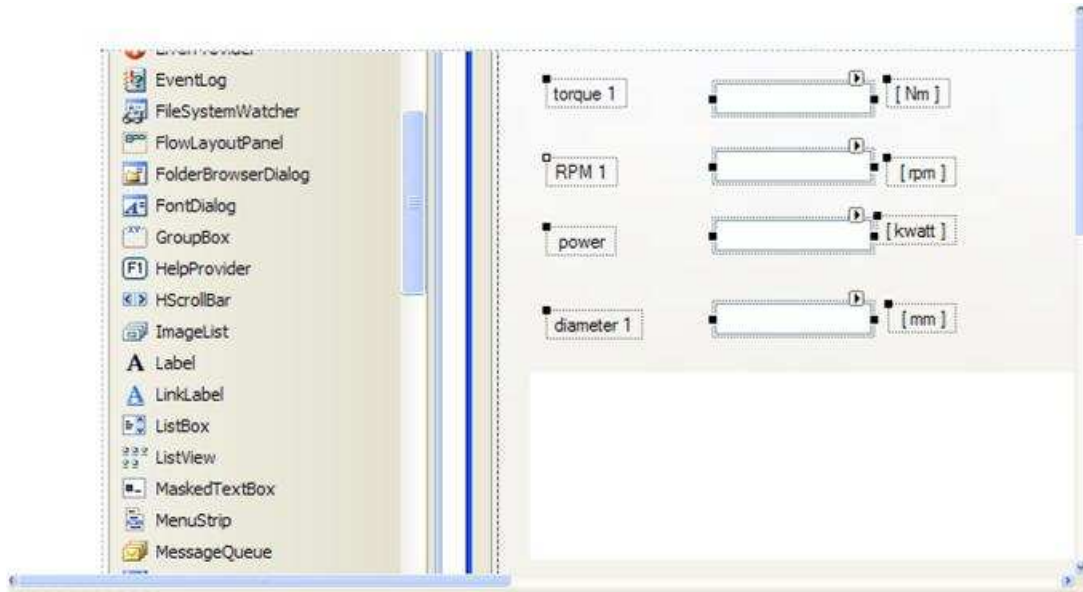 EventLog
FileSystemWatcher
FlowLayoutPanel
FolderBrowserDialog
FontDialog
GroupBox
HelpProvider
HScrollBar
ImageList
Label
LinkLabel
ListBox
ListView
MaskedTextBox
MenuStrip
MessageQueue
torque 1 [ Nm ]
RPM 1 [ rpm ]
power [ kwatt ]
diameter 1 [ mm ]